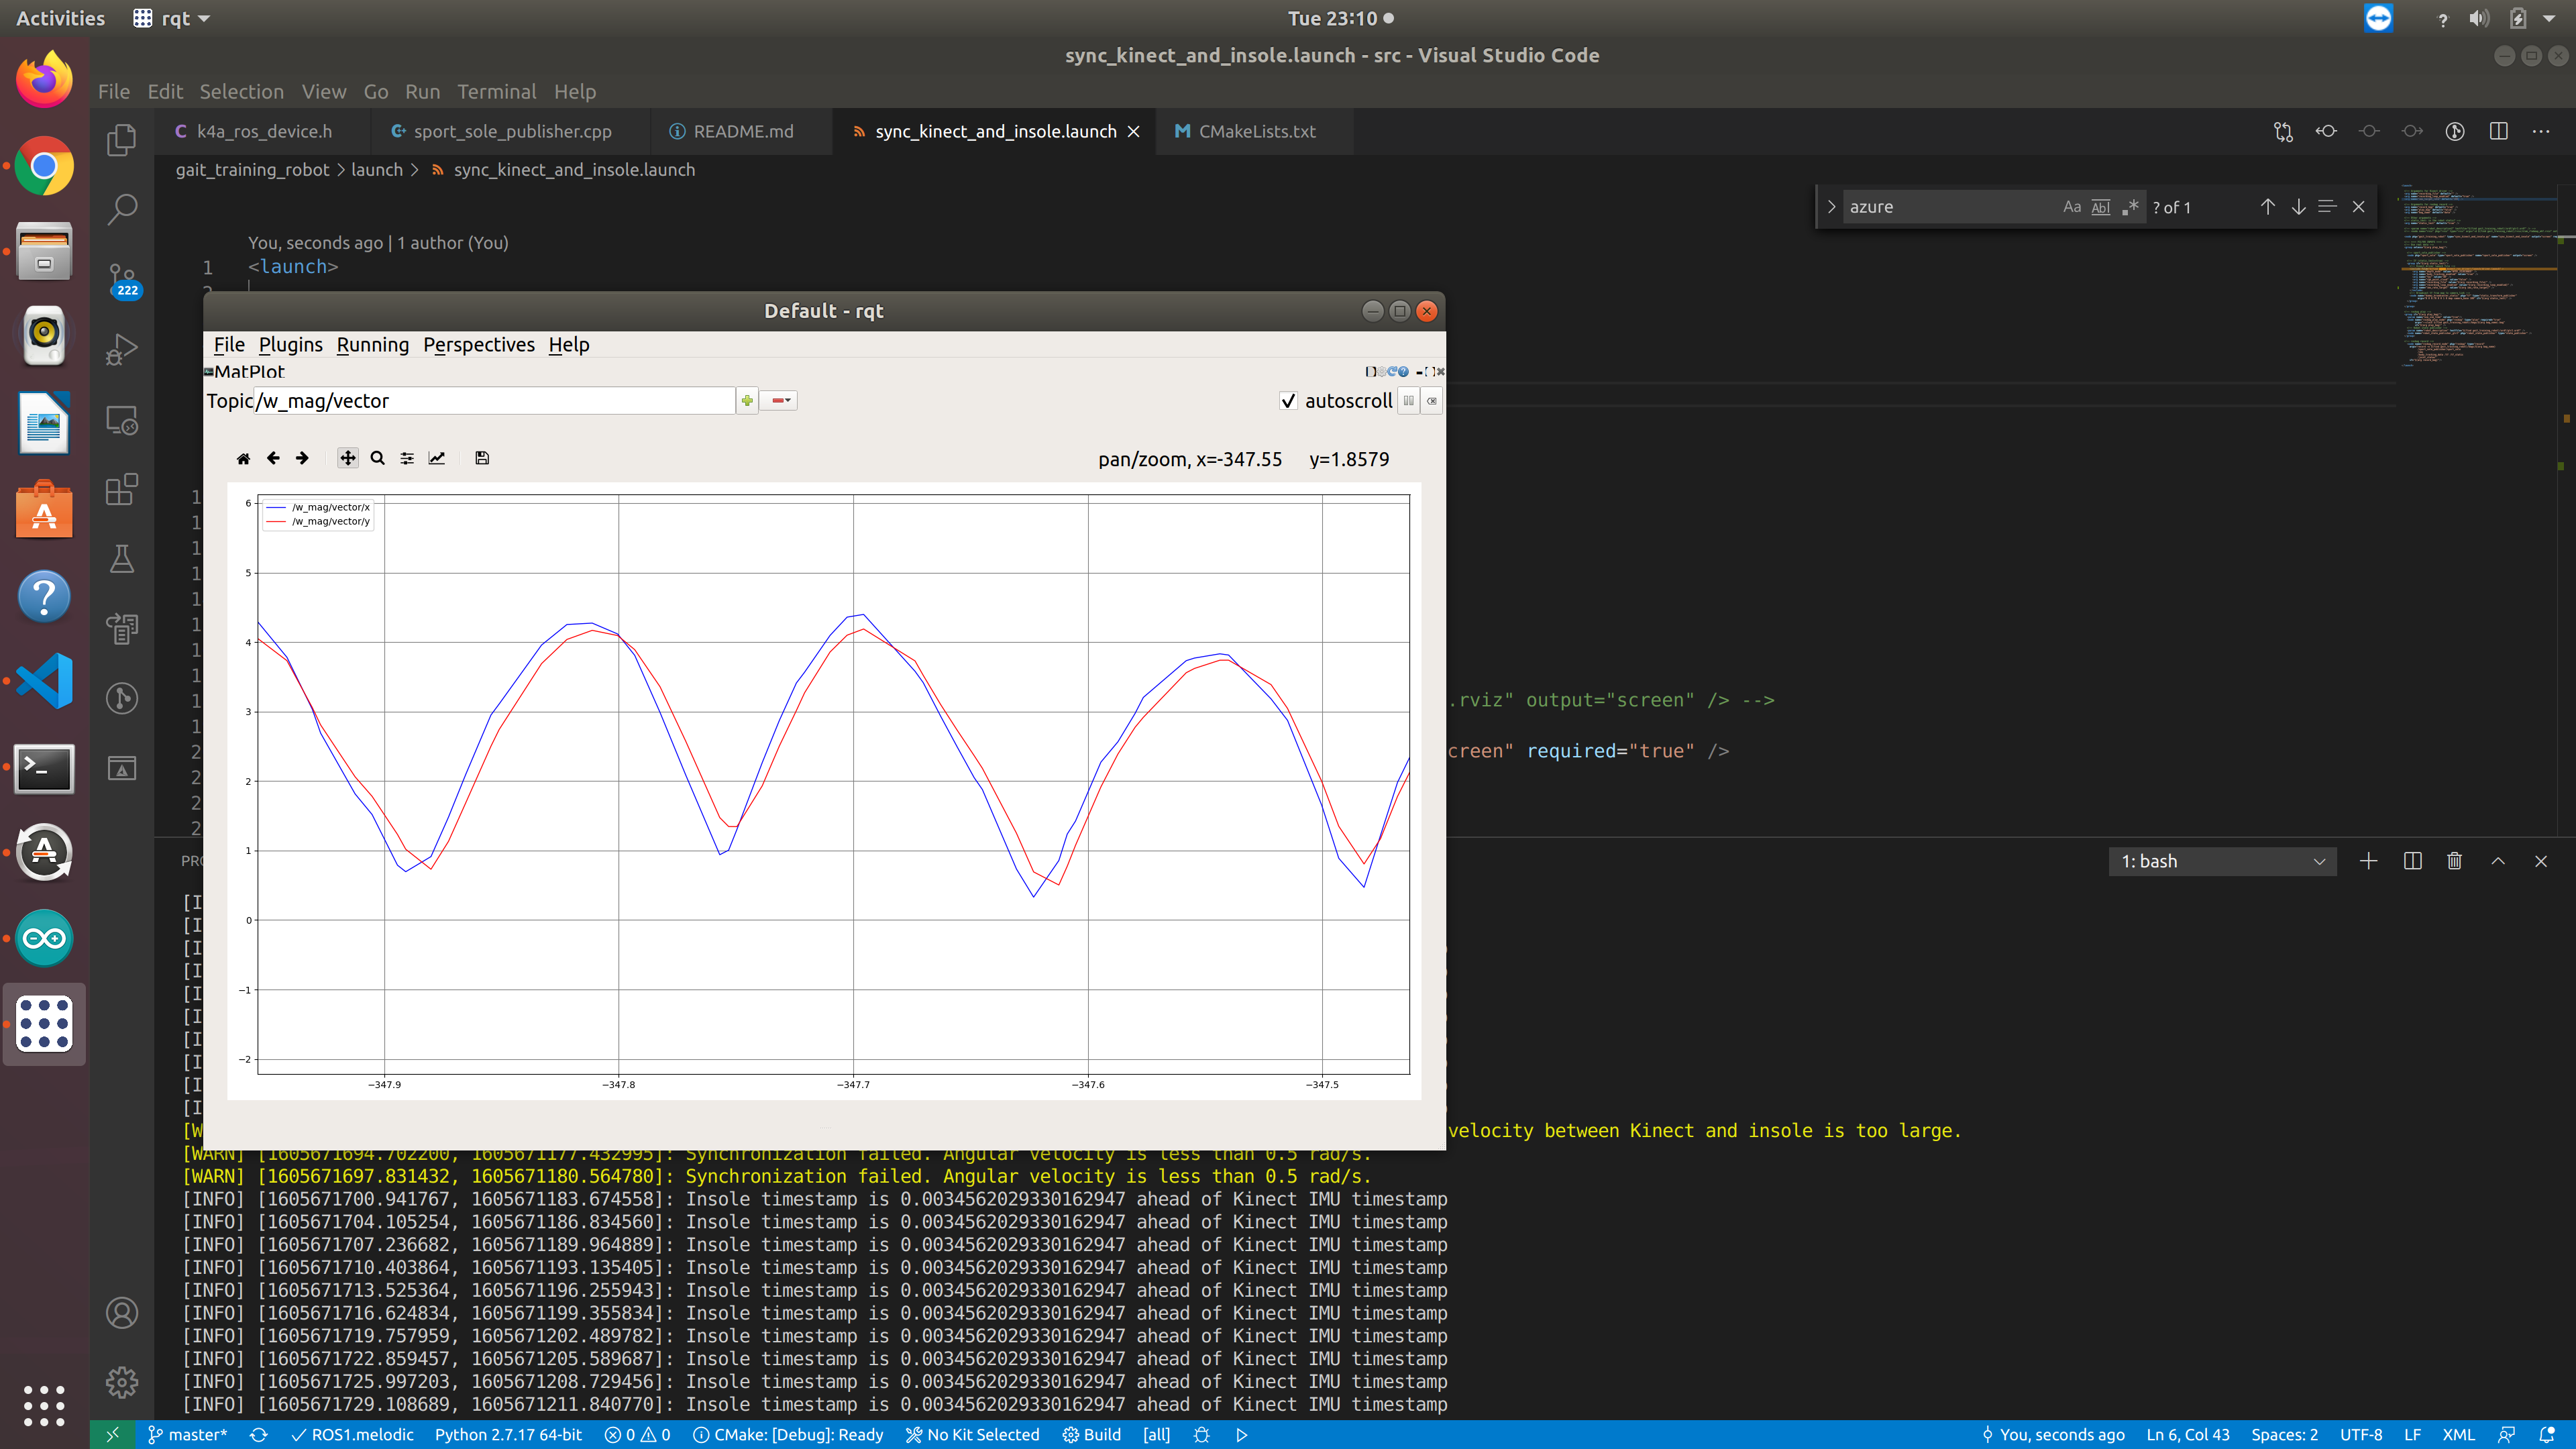 Activities rqt Tue 23:10
sync_kinect_and_insole.launch - src - Visual Studio Code
File Edit Selection View Go Run Terminal Help
k4a_ros_device.h sport_sole_publisher.cpp README.md sync_kinect_and_insole.launch CMakeLists.txt
gait_training_robot > launch > sync_kinect_and_insole.launch
azure Aa Abl .* ? of 1
You, seconds ago | 1 author (You)
1 <launch>
222
Default - rqt
File Plugins Running Perspectives Help
MatPlot
Topic /w_mag/vector autoscroll
pan/zoom, x=-347.55 y=1.8579
/w_mag/vector/x
/w_mag/vector/y
6
5
4
3
2
1
0
−1
−2
−347.9 −347.8 −347.7 −347.6 −347.5
.rviz" output="screen" /> -->
creen" required="true" />
1: bash
velocity between Kinect and insole is too large.
[WARN] [1605671694.702200, 1605671177.432995]: Synchronization failed. Angular velocity is less than 0.5 rad/s.
[WARN] [1605671697.831432, 1605671180.564780]: Synchronization failed. Angular velocity is less than 0.5 rad/s.
[INFO] [1605671700.941767, 1605671183.674558]: Insole timestamp is 0.0034562029330162947 ahead of Kinect IMU timestamp
[INFO] [1605671704.105254, 1605671186.834560]: Insole timestamp is 0.0034562029330162947 ahead of Kinect IMU timestamp
[INFO] [1605671707.236682, 1605671189.964889]: Insole timestamp is 0.0034562029330162947 ahead of Kinect IMU timestamp
[INFO] [1605671710.403864, 1605671193.135405]: Insole timestamp is 0.0034562029330162947 ahead of Kinect IMU timestamp
[INFO] [1605671713.525364, 1605671196.255943]: Insole timestamp is 0.0034562029330162947 ahead of Kinect IMU timestamp
[INFO] [1605671716.624834, 1605671199.355834]: Insole timestamp is 0.0034562029330162947 ahead of Kinect IMU timestamp
[INFO] [1605671719.757959, 1605671202.489782]: Insole timestamp is 0.0034562029330162947 ahead of Kinect IMU timestamp
[INFO] [1605671722.859457, 1605671205.589687]: Insole timestamp is 0.0034562029330162947 ahead of Kinect IMU timestamp
[INFO] [1605671725.997203, 1605671208.729456]: Insole timestamp is 0.0034562029330162947 ahead of Kinect IMU timestamp
[INFO] [1605671729.108689, 1605671211.840770]: Insole timestamp is 0.0034562029330162947 ahead of Kinect IMU timestamp
master* ROS1.melodic Python 2.7.17 64-bit 0 0 CMake: [Debug]: Ready No Kit Selected Build [all] You, seconds ago Ln 6, Col 43 Spaces: 2 UTF-8 LF XML